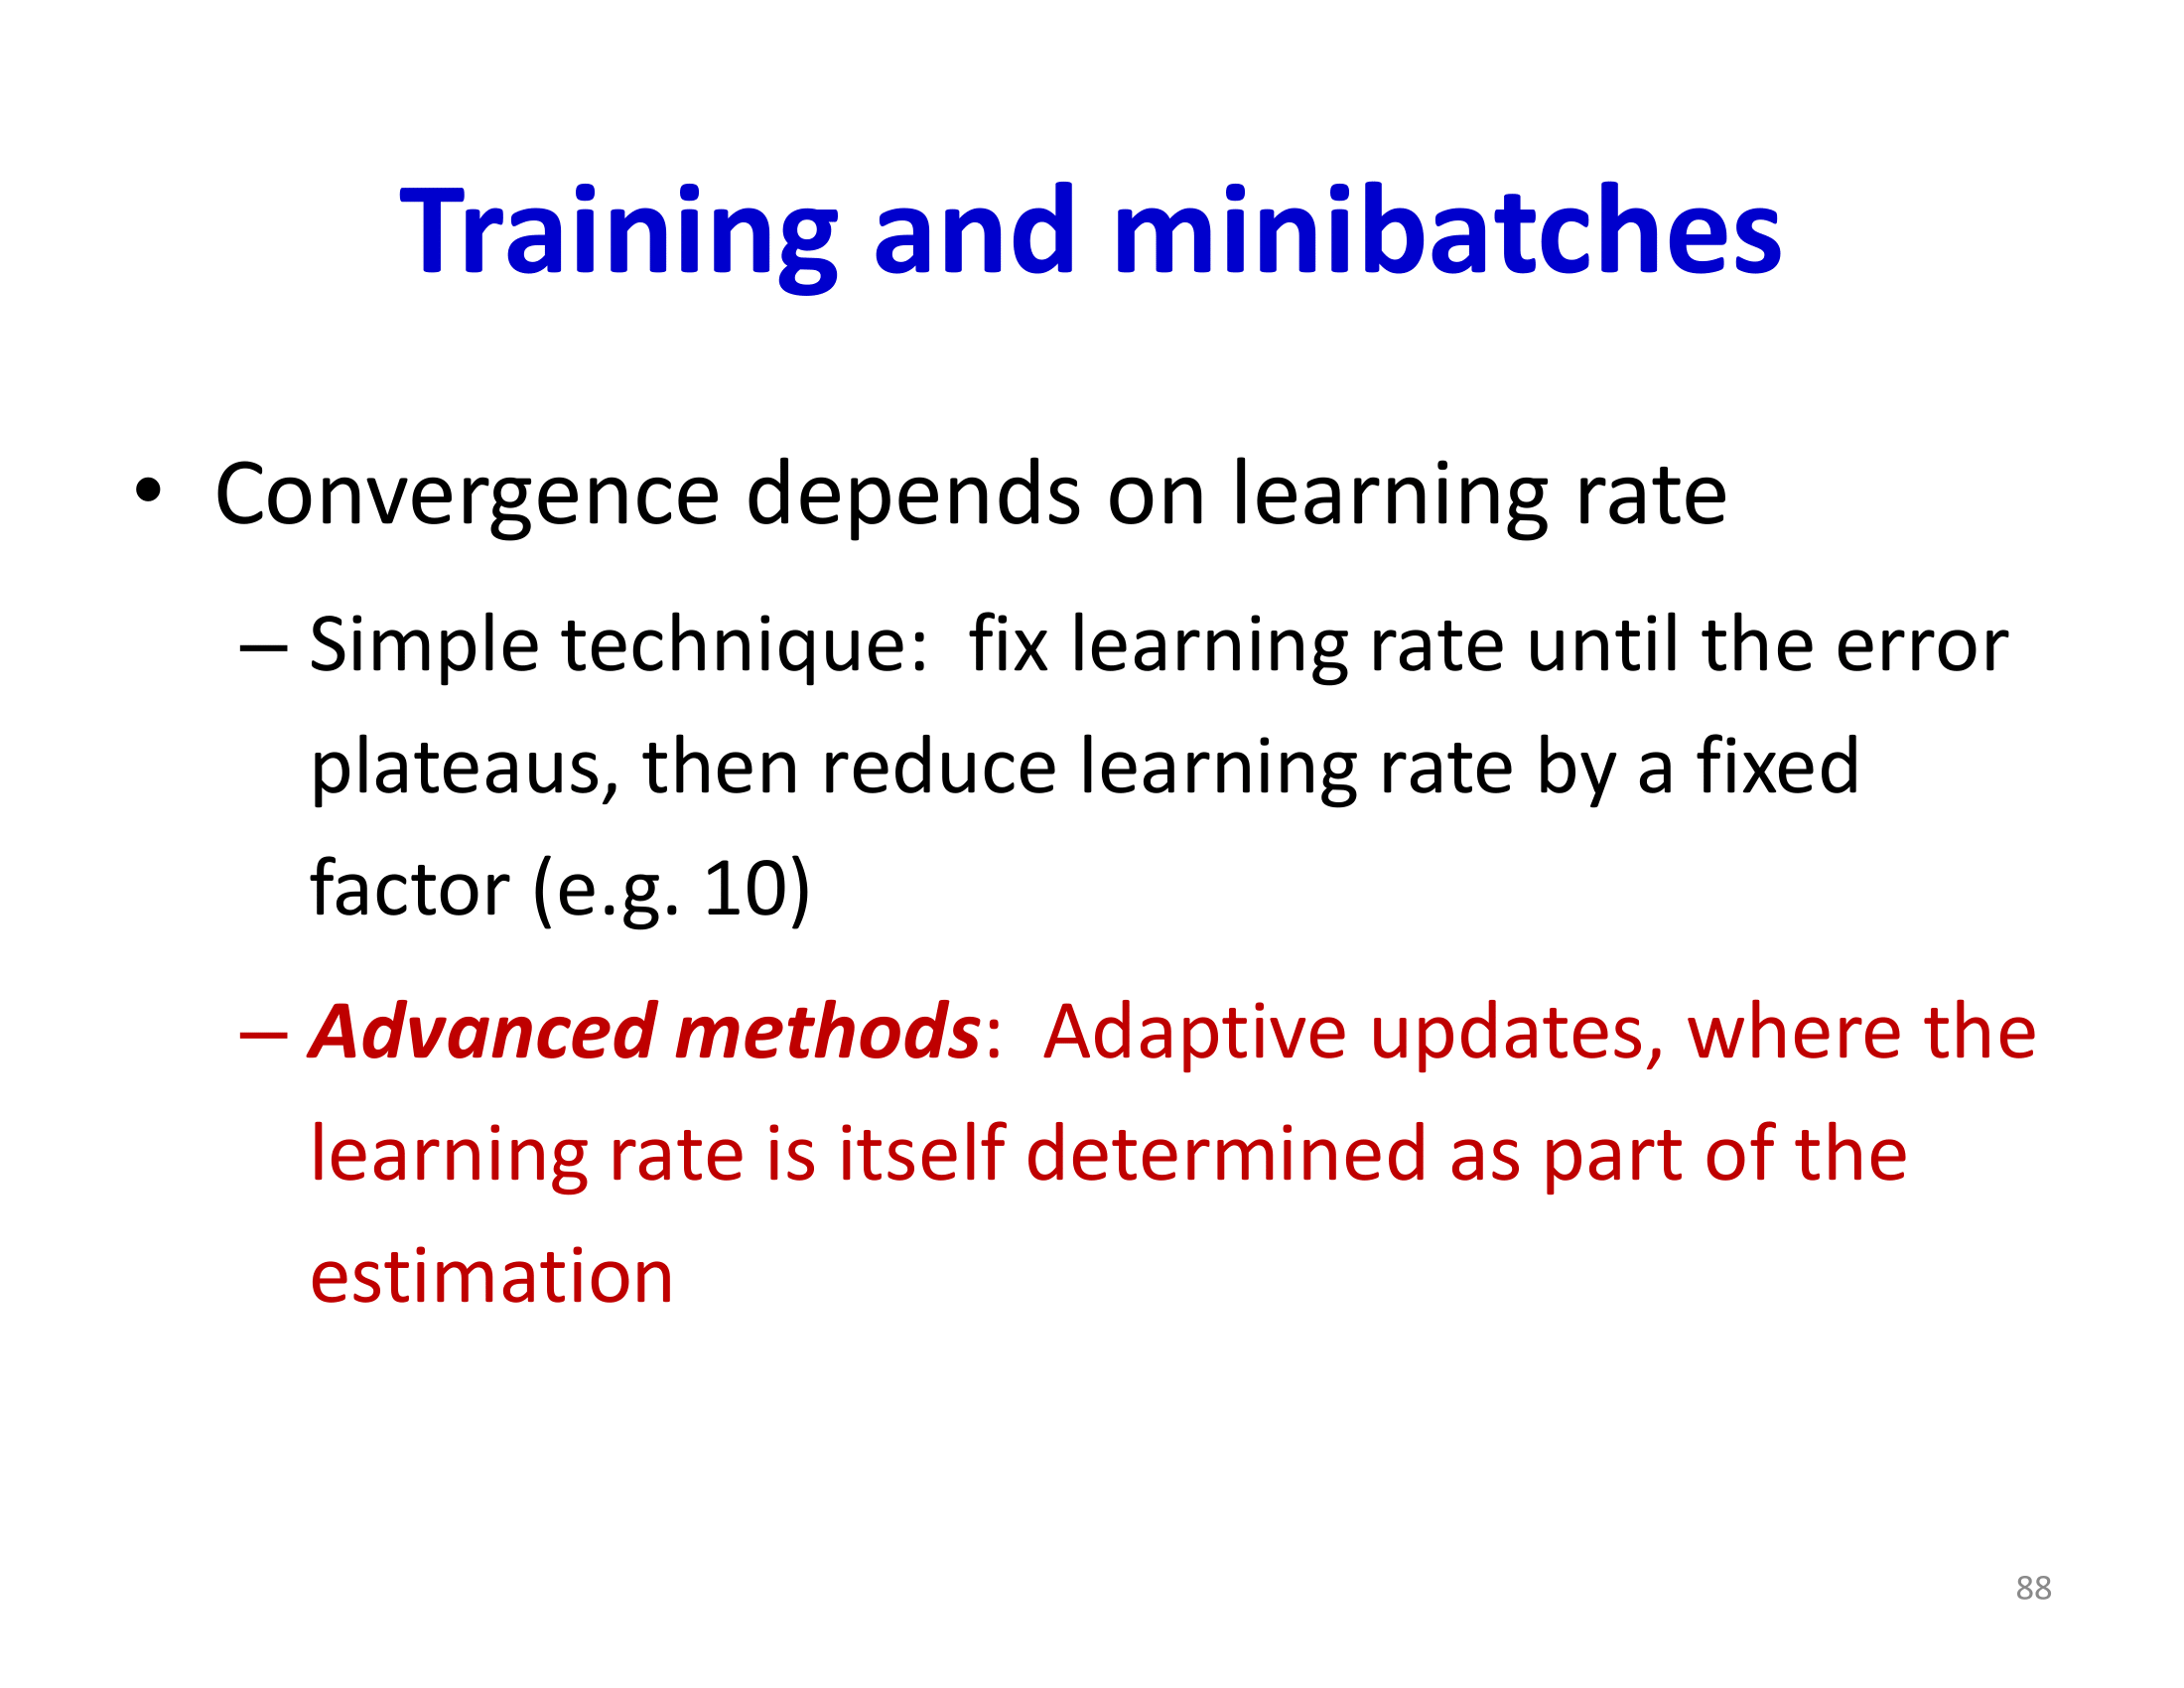 Training and minibatches
• Convergence depends on learning rate
– Simple technique: fix learning rate until the error
plateaus, then reduce learning rate by a fixed
factor (e.g. 10)
– Advanced methods: Adaptive updates, where the
learning rate is itself determined as part of the
estimation
88